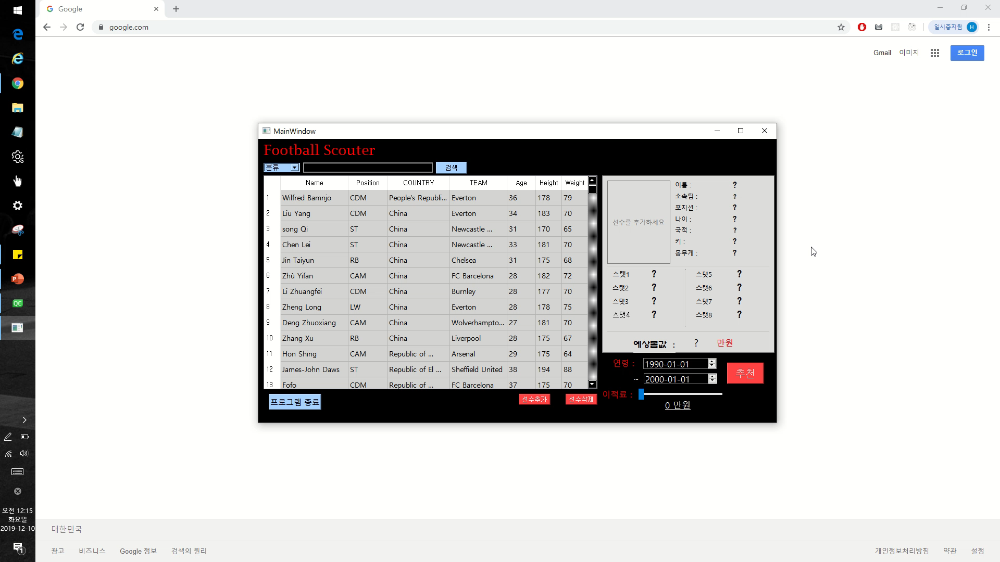 Google
google.com
일시중지됨 H
Gmail 이미지 로그인
MainWindow
Football Scouter
분류 검색
Name Position COUNTRY TEAM Age Height Weight
1 Wilfred Bamnjo CDM People's Republi... Everton 36 178 79
2 Liu Yang CDM China Everton 34 183 70
3 song Qi ST China Newcastle ... 31 170 65
4 Chen Lei ST China Newcastle ... 33 181 70
5 Jin Taiyun RB China Chelsea 31 175 68
6 Zhù Yifan CAM China FC Barcelona 28 182 72
7 Li Zhuangfei CDM China Burnley 28 177 70
8 Zheng Long LW China Everton 28 178 75
9 Deng Zhuoxiang CAM China Wolverhampto... 27 181 70
10 Zhang Xu RB China Liverpool 28 175 67
11 Hon Shing CAM Republic of ... Arsenal 29 175 64
12 James-John Daws ST Republic of El ... Sheffield United 38 194 88
13 Fofo CDM Republic of ... FC Barcelona 37 175 70
프로그램 종료 선수추가 선수삭제
선수를 추가하세요
이름 : ?
소속팀 : ?
포지션 : ?
나이 : ?
국적 : ?
키 : ?
몸무게 : ?
스탯1 ? 스탯5 ?
스탯2 ? 스탯6 ?
스탯3 ? 스탯7 ?
스탯4 ? 스탯8 ?
예상몸값 : ? 만원
연령 : 1990-01-01
~ 2000-01-01
추천
이적료 :
0 만원
QC
오전 12:15
화요일
2019-12-10
1
대한민국
광고 비즈니스 Google 정보 검색의 원리 개인정보처리방침 약관 설정